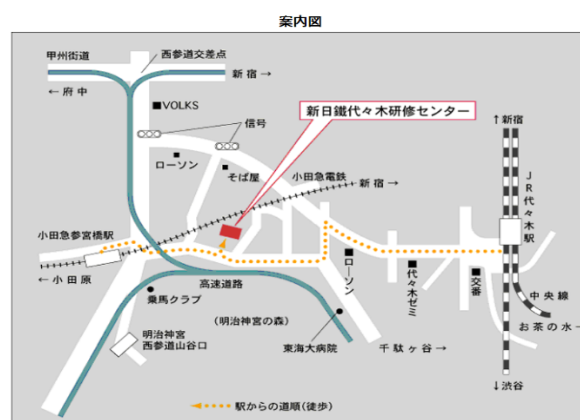 案内図
甲州街道
西参道交差点
新宿→
←府中
VOLKS
信号
新日鐵代々木研修センター
↑新宿
ローソン
そば屋
小田急電鉄
新宿→
JR代々木駅
小田急参宮橋駅
←小田原
高速道路
乗馬クラブ
ローソン
代々木ゼミ
交番
中央線
お茶の水→
(明治神宮の森)
明治神宮
西参道山谷口
東海大病院
千駄ヶ谷→
↓渋谷
駅からの道順(徒歩)